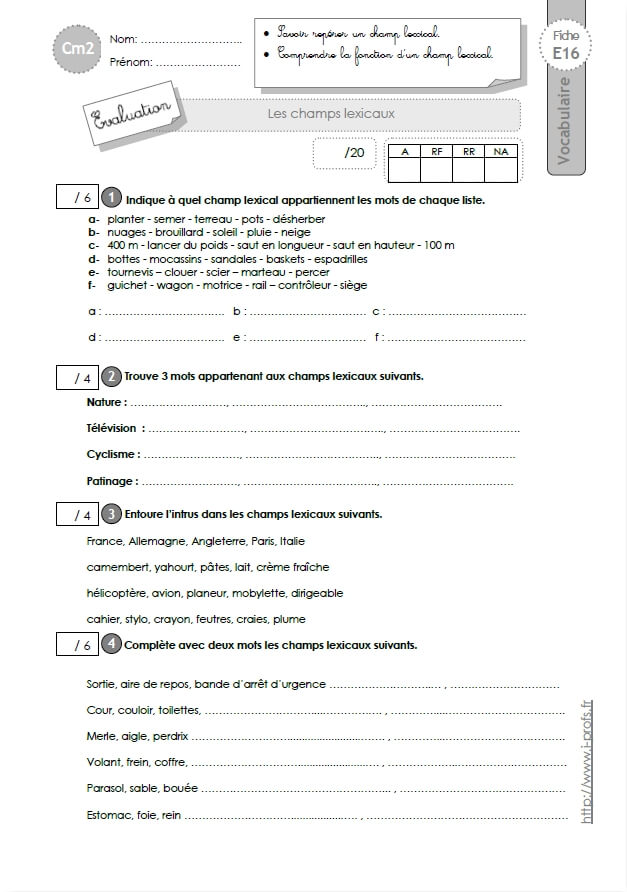 Cm2
Nom: ……………………….
Prénom: …………………..
• Savoir repérer un champ lexical.
• Comprendre la fonction d'un champ lexical.
Fiche
E16
Vocabulaire
Evaluation
Les champs lexicaux
/20
A RF RR NA
/ 6 1 Indique à quel champ lexical appartiennent les mots de chaque liste.
a- planter - semer - terreau - pots - désherber
b- nuages - brouillard - soleil - pluie - neige
c- 400 m - lancer du poids - saut en longueur - saut en hauteur - 100 m
d- bottes - mocassins - sandales - baskets - espadrilles
e- tournevis – clouer - scier – marteau - percer
f- guichet - wagon - motrice - rail – contrôleur - siège
a : …………………………… b : …………………………… c : …………………………………
d : …………………………… e : …………………………… f : …………………………………
/ 4 2 Trouve 3 mots appartenant aux champs lexicaux suivants.
Nature : ………………………, ………………………………., ………………………………
Télévision : ………………………, ………………………………., ………………………………
Cyclisme : ………………………, ………………………………., ………………………………
Patinage : ………………………, ………………………………., ………………………………
/ 4 3 Entoure l'intrus dans les champs lexicaux suivants.
France, Allemagne, Angleterre, Paris, Italie
camembert, yahourt, pâtes, lait, crème fraîche
hélicoptère, avion, planeur, mobylette, dirigeable
cahier, stylo, crayon, feutres, craies, plume
/ 6 4 Complète avec deux mots les champs lexicaux suivants.
Sortie, aire de repos, bande d'arrêt d'urgence ………………………… , …………………………
Cour, couloir, toilettes, ………………………………………… , …………………………………………
Merle, aigle, perdrix ………………………………………… , …………………………………………
Volant, frein, coffre, ………………………………………… , …………………………………………
Parasol, sable, bouée ………………………………………… , …………………………………………
Estomac, foie, rein ………………………………………… , …………………………………………
http://www.i-profs.fr